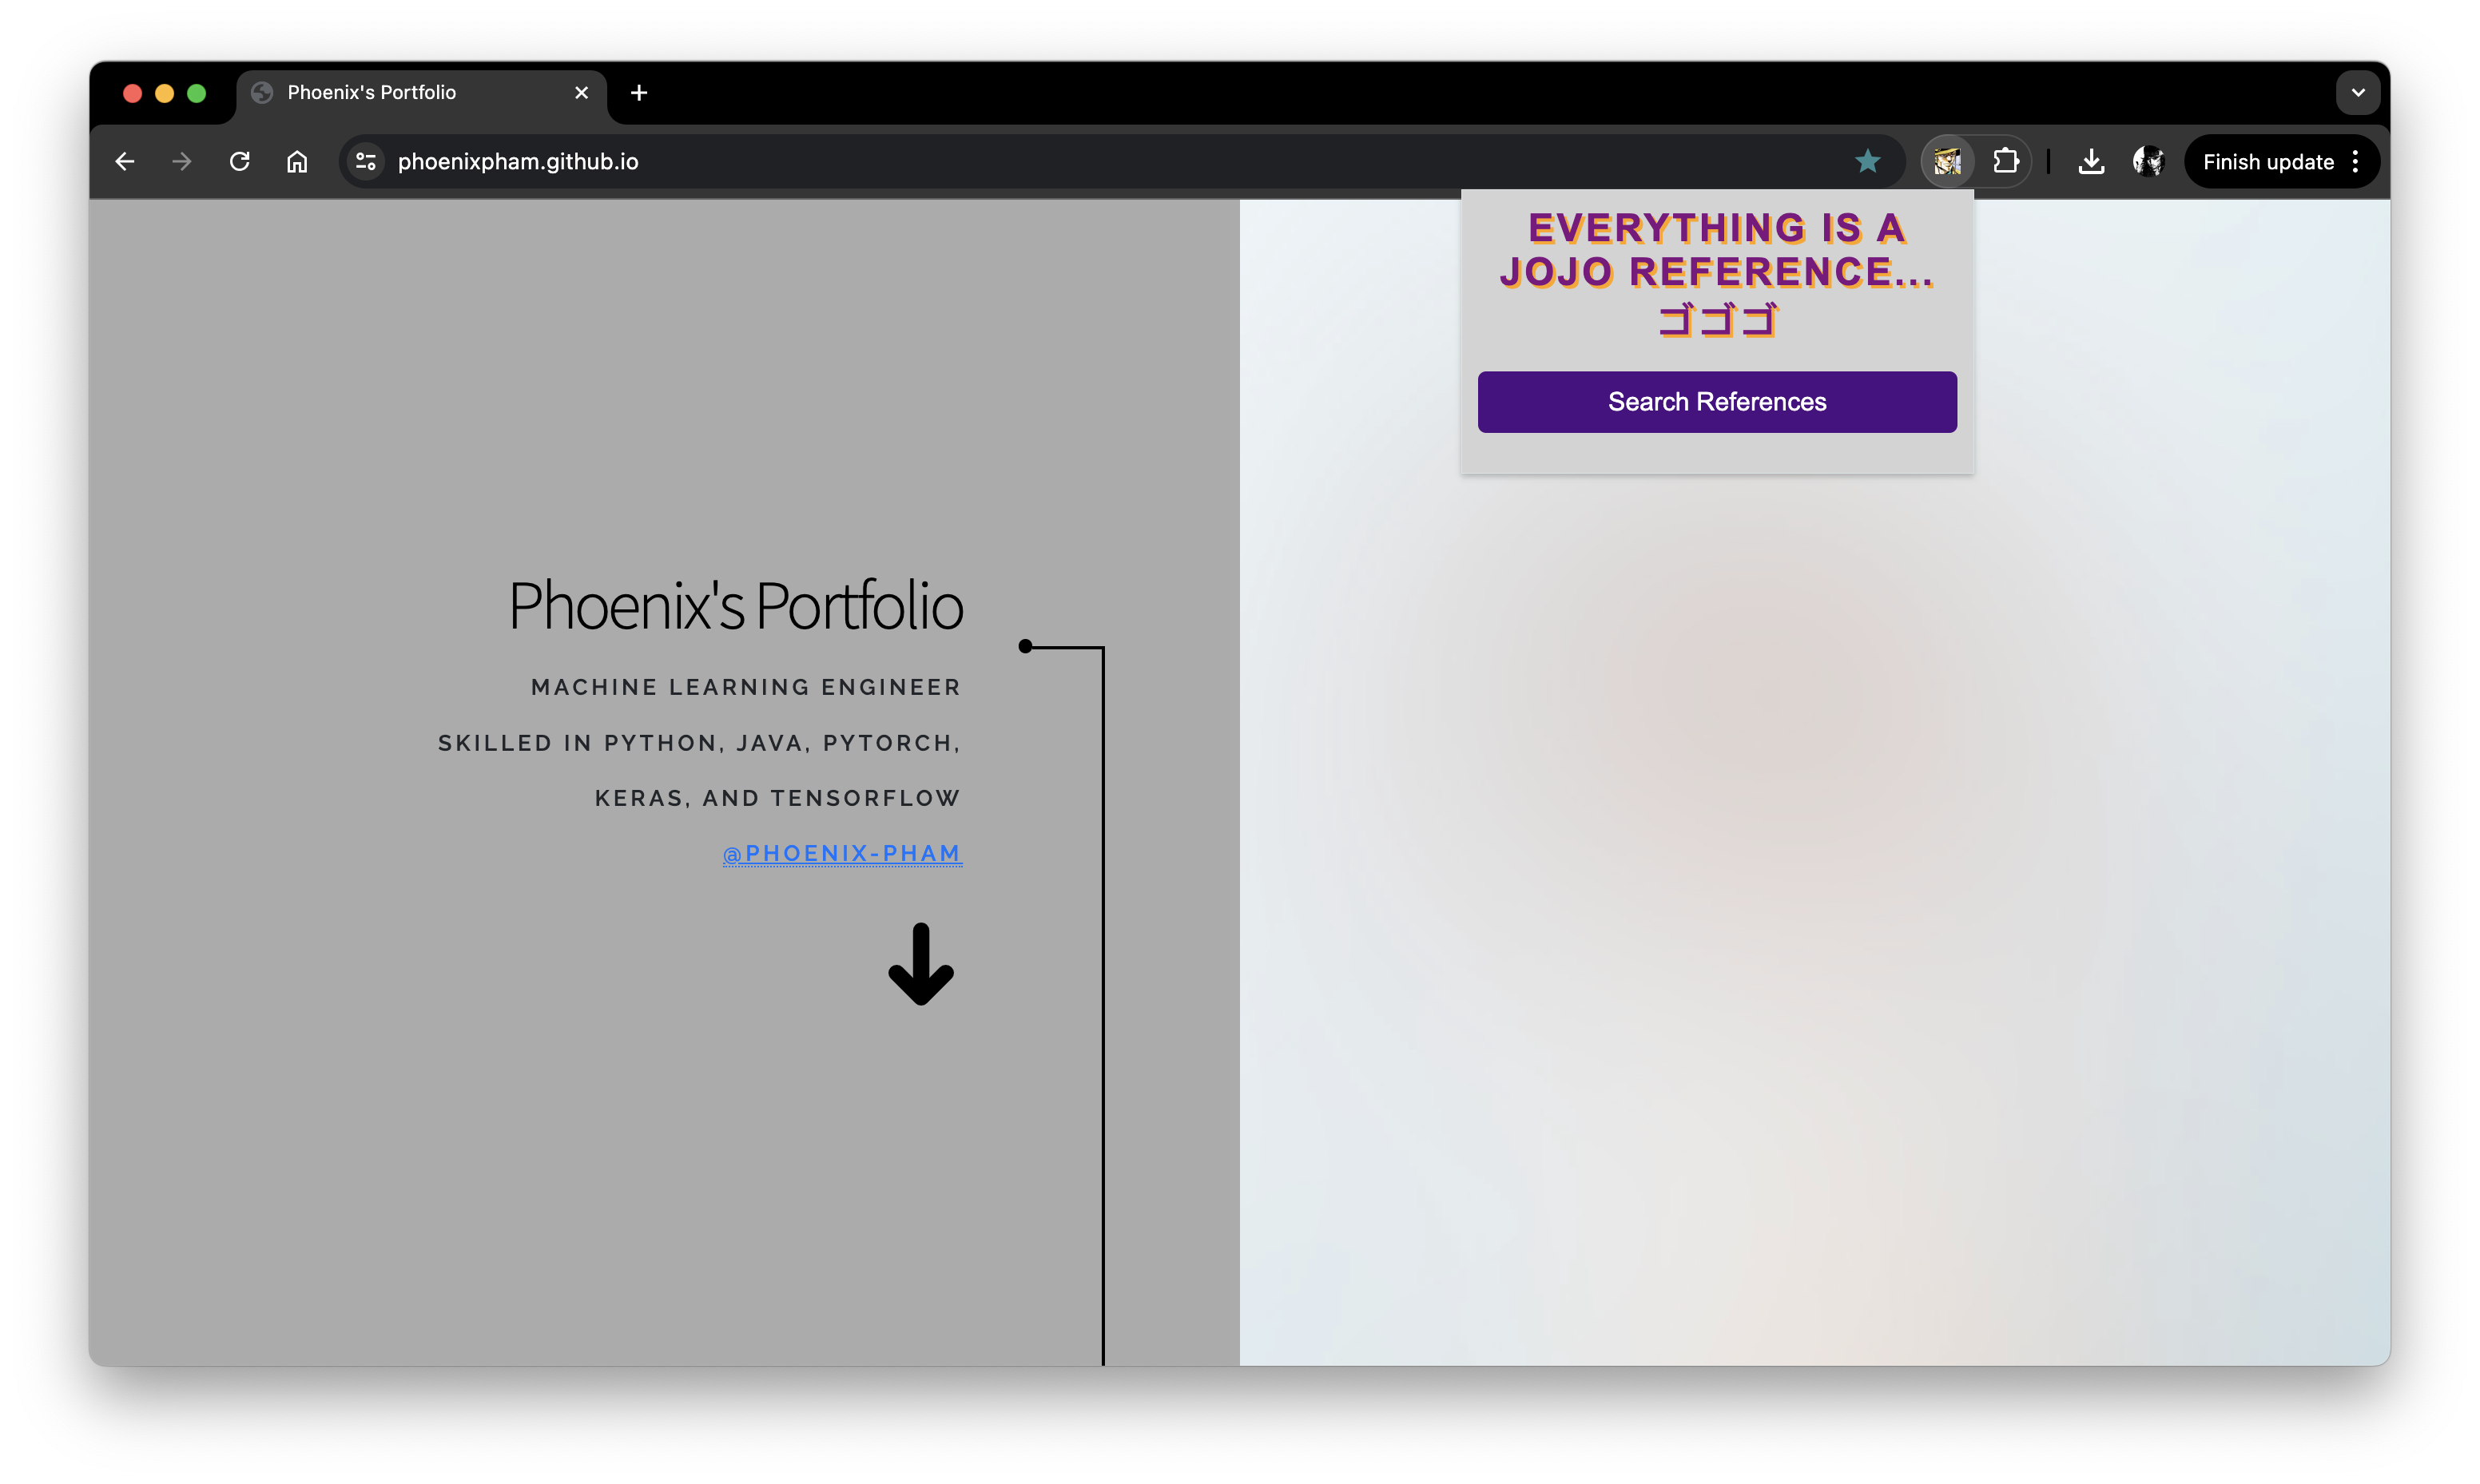 Phoenix's Portfolio
phoenixpham.github.io
Finish update
EVERYTHING IS A
JOJO REFERENCE...
ゴゴゴ
Search References
Phoenix's Portfolio
MACHINE LEARNING ENGINEER
SKILLED IN PYTHON, JAVA, PYTORCH,
KERAS, AND TENSORFLOW
@PHOENIX-PHAM